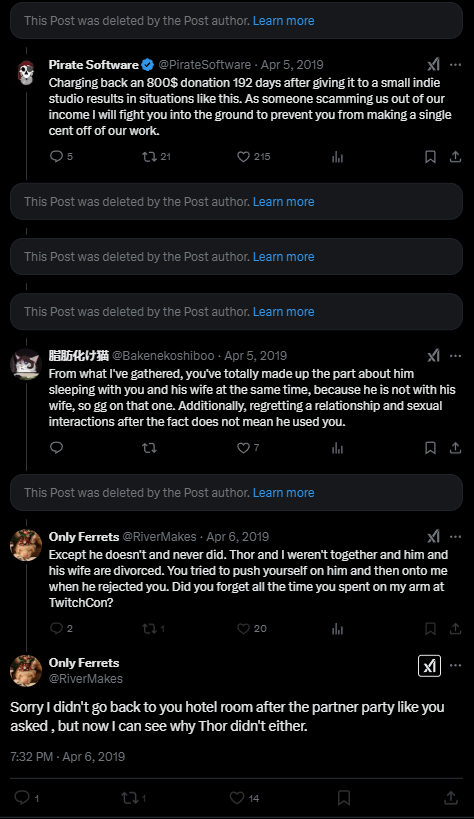 This Post was deleted by the Post author. Learn more
Pirate Software @PirateSoftware · Apr 5, 2019
Charging back an 800$ donation 192 days after giving it to a small indie
studio results in situations like this. As someone scamming us out of our
income I will fight you into the ground to prevent you from making a single
cent off of our work.
5 21 215
This Post was deleted by the Post author. Learn more
This Post was deleted by the Post author. Learn more
This Post was deleted by the Post author. Learn more
脂肪化け猫 @Bakenekoshiboo · Apr 5, 2019
From what I've gathered, you've totally made up the part about him
sleeping with you and his wife at the same time, because he is not with his
wife, so gg on that one. Additionally, regretting a relationship and sexual
interactions after the fact does not mean he used you.
7
This Post was deleted by the Post author. Learn more
Only Ferrets @RiverMakes · Apr 6, 2019
Except he doesn't and never did. Thor and I weren't together and him and
his wife are divorced. You tried to push yourself on him and then onto me
when he rejected you. Did you forget all the time you spent on my arm at
TwitchCon?
2 1 20
Only Ferrets
@RiverMakes
Sorry I didn't go back to you hotel room after the partner party like you
asked , but now I can see why Thor didn't either.
7:32 PM · Apr 6, 2019
1 1 14